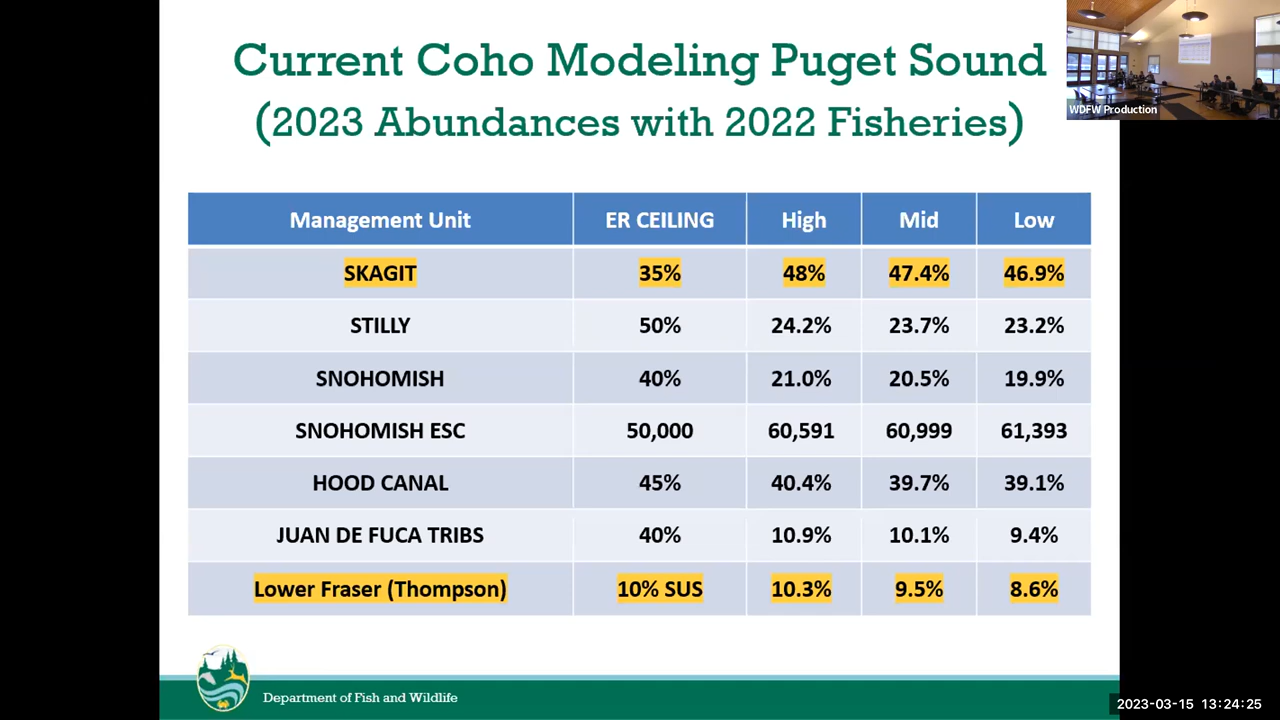 Current Coho Modeling Puget Sound
(2023 Abundances with 2022 Fisheries)
WDFW Production
Management Unit ER CEILING High Mid Low
SKAGIT 35% 48% 47.4% 46.9%
STILLY 50% 24.2% 23.7% 23.2%
SNOHOMISH 40% 21.0% 20.5% 19.9%
SNOHOMISH ESC 50,000 60,591 60,999 61,393
HOOD CANAL 45% 40.4% 39.7% 39.1%
JUAN DE FUCA TRIBS 40% 10.9% 10.1% 9.4%
Lower Fraser (Thompson) 10% SUS 10.3% 9.5% 8.6%
Department of Fish and Wildlife
2023-03-15 13:24:25